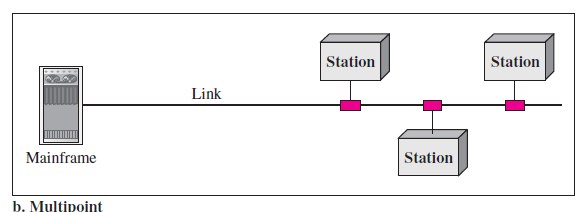 Station
Station
Link
Mainframe
Station
b. Multipoint